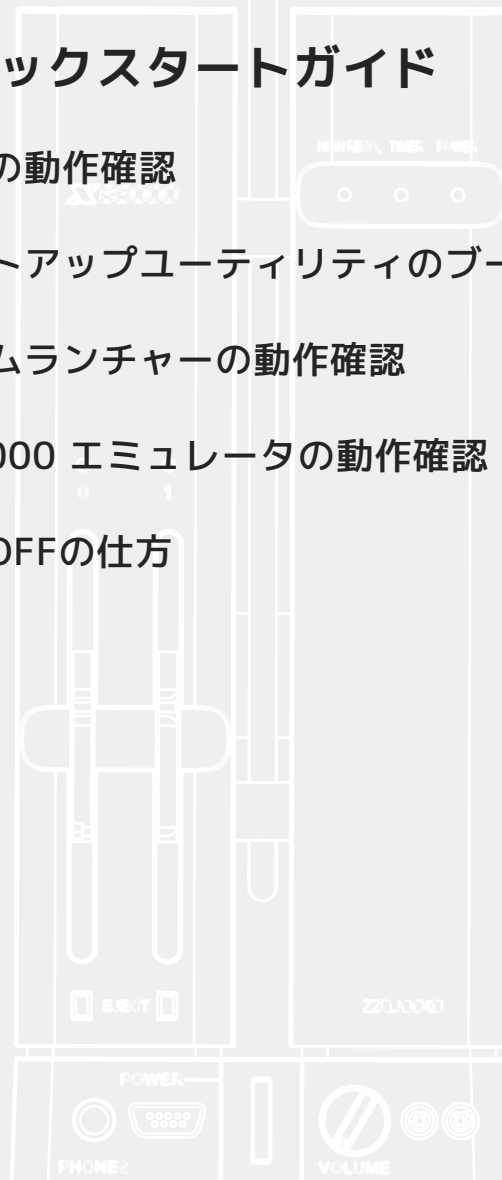 ックスタートガイド
の動作確認
トアップユーティリティのブー
ムランチャーの動作確認
000 エミュレータの動作確認
OFFの仕方
0 1
EJECT
POWER
PHONES
VOLUME